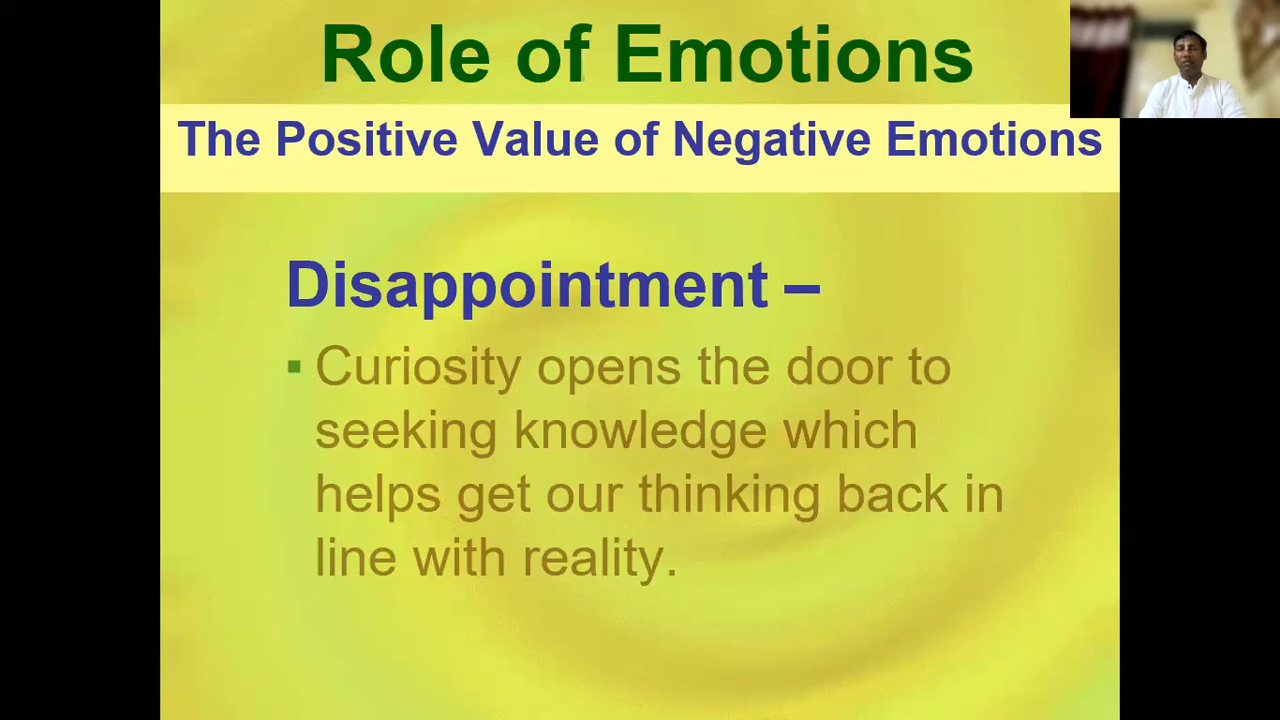 Role of Emotions
The Positive Value of Negative Emotions
Disappointment –
▪ Curiosity opens the door to
seeking knowledge which
helps get our thinking back in
line with reality.